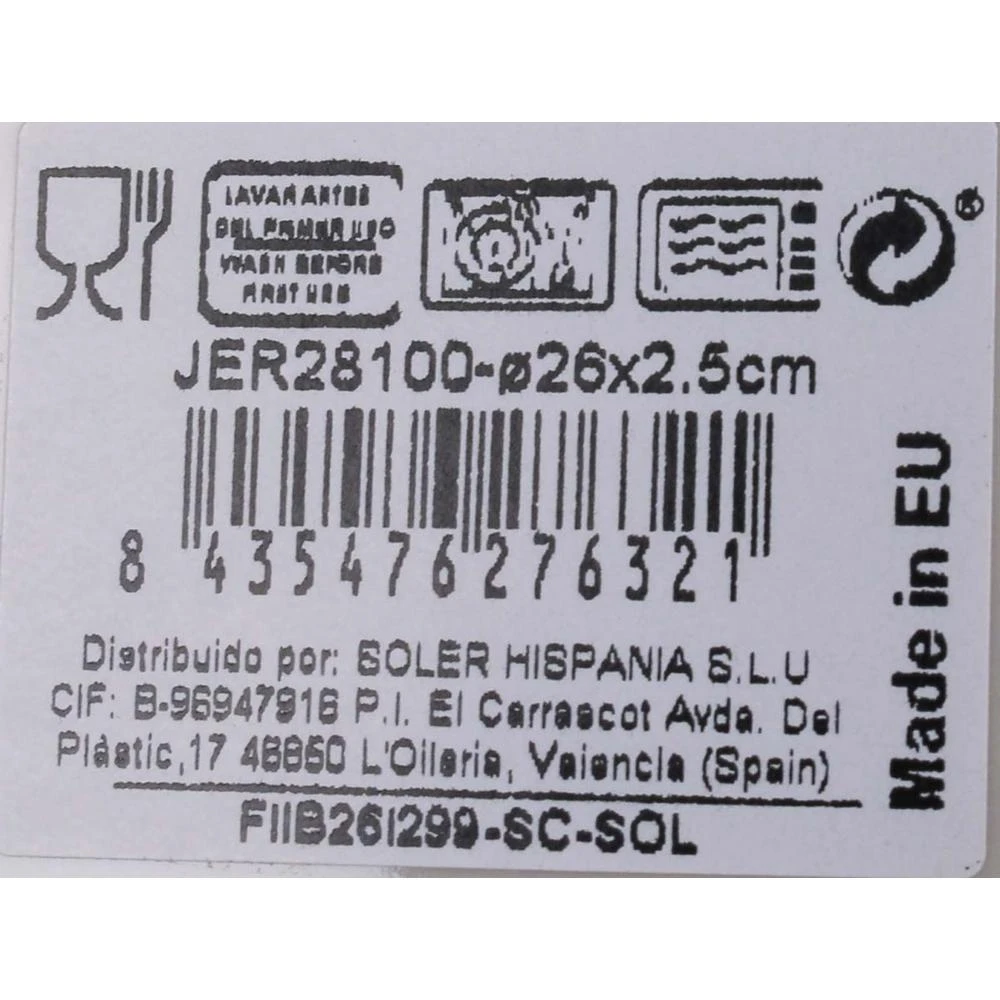 LAVAR ANTES
DEL PRIMER USO
WASH BEFORE
FIRST USE
®
JER28100-ø26x2.5cm
8 435476 276321
Distribuido por: SOLER HISPANIA S.L.U
CIF: B-96947916 P.I. El Carrascot Avda. Del
Plàstic,17 46850 L'Olleria, Valencia (Spain)
FIIB261299-SC-SOL
Made in EU